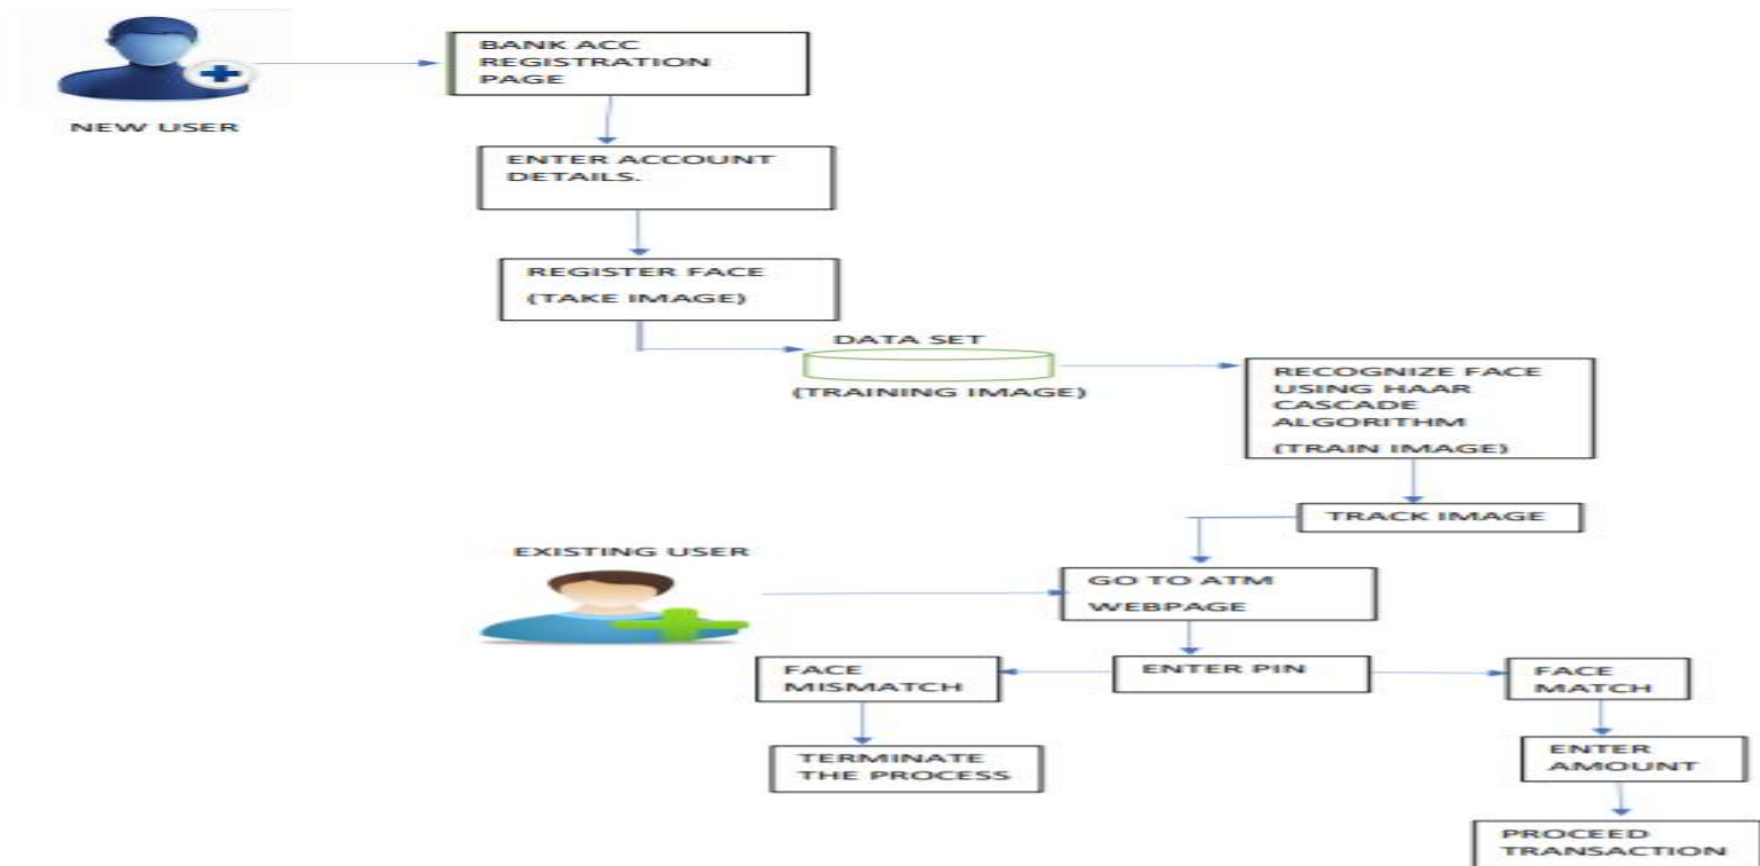 NEW USER
BANK ACC
REGISTRATION
PAGE
ENTER ACCOUNT
DETAILS.
REGISTER FACE
(TAKE IMAGE)
DATA SET
(TRAINING IMAGE)
RECOGNIZE FACE
USING HAAR
CASCADE
ALGORITHM
(TRAIN IMAGE)
TRACK IMAGE
EXISTING USER
GO TO ATM
WEBPAGE
ENTER PIN
FACE
MISMATCH
TERMINATE
THE PROCESS
FACE
MATCH
ENTER
AMOUNT
PROCEED
TRANSACTION